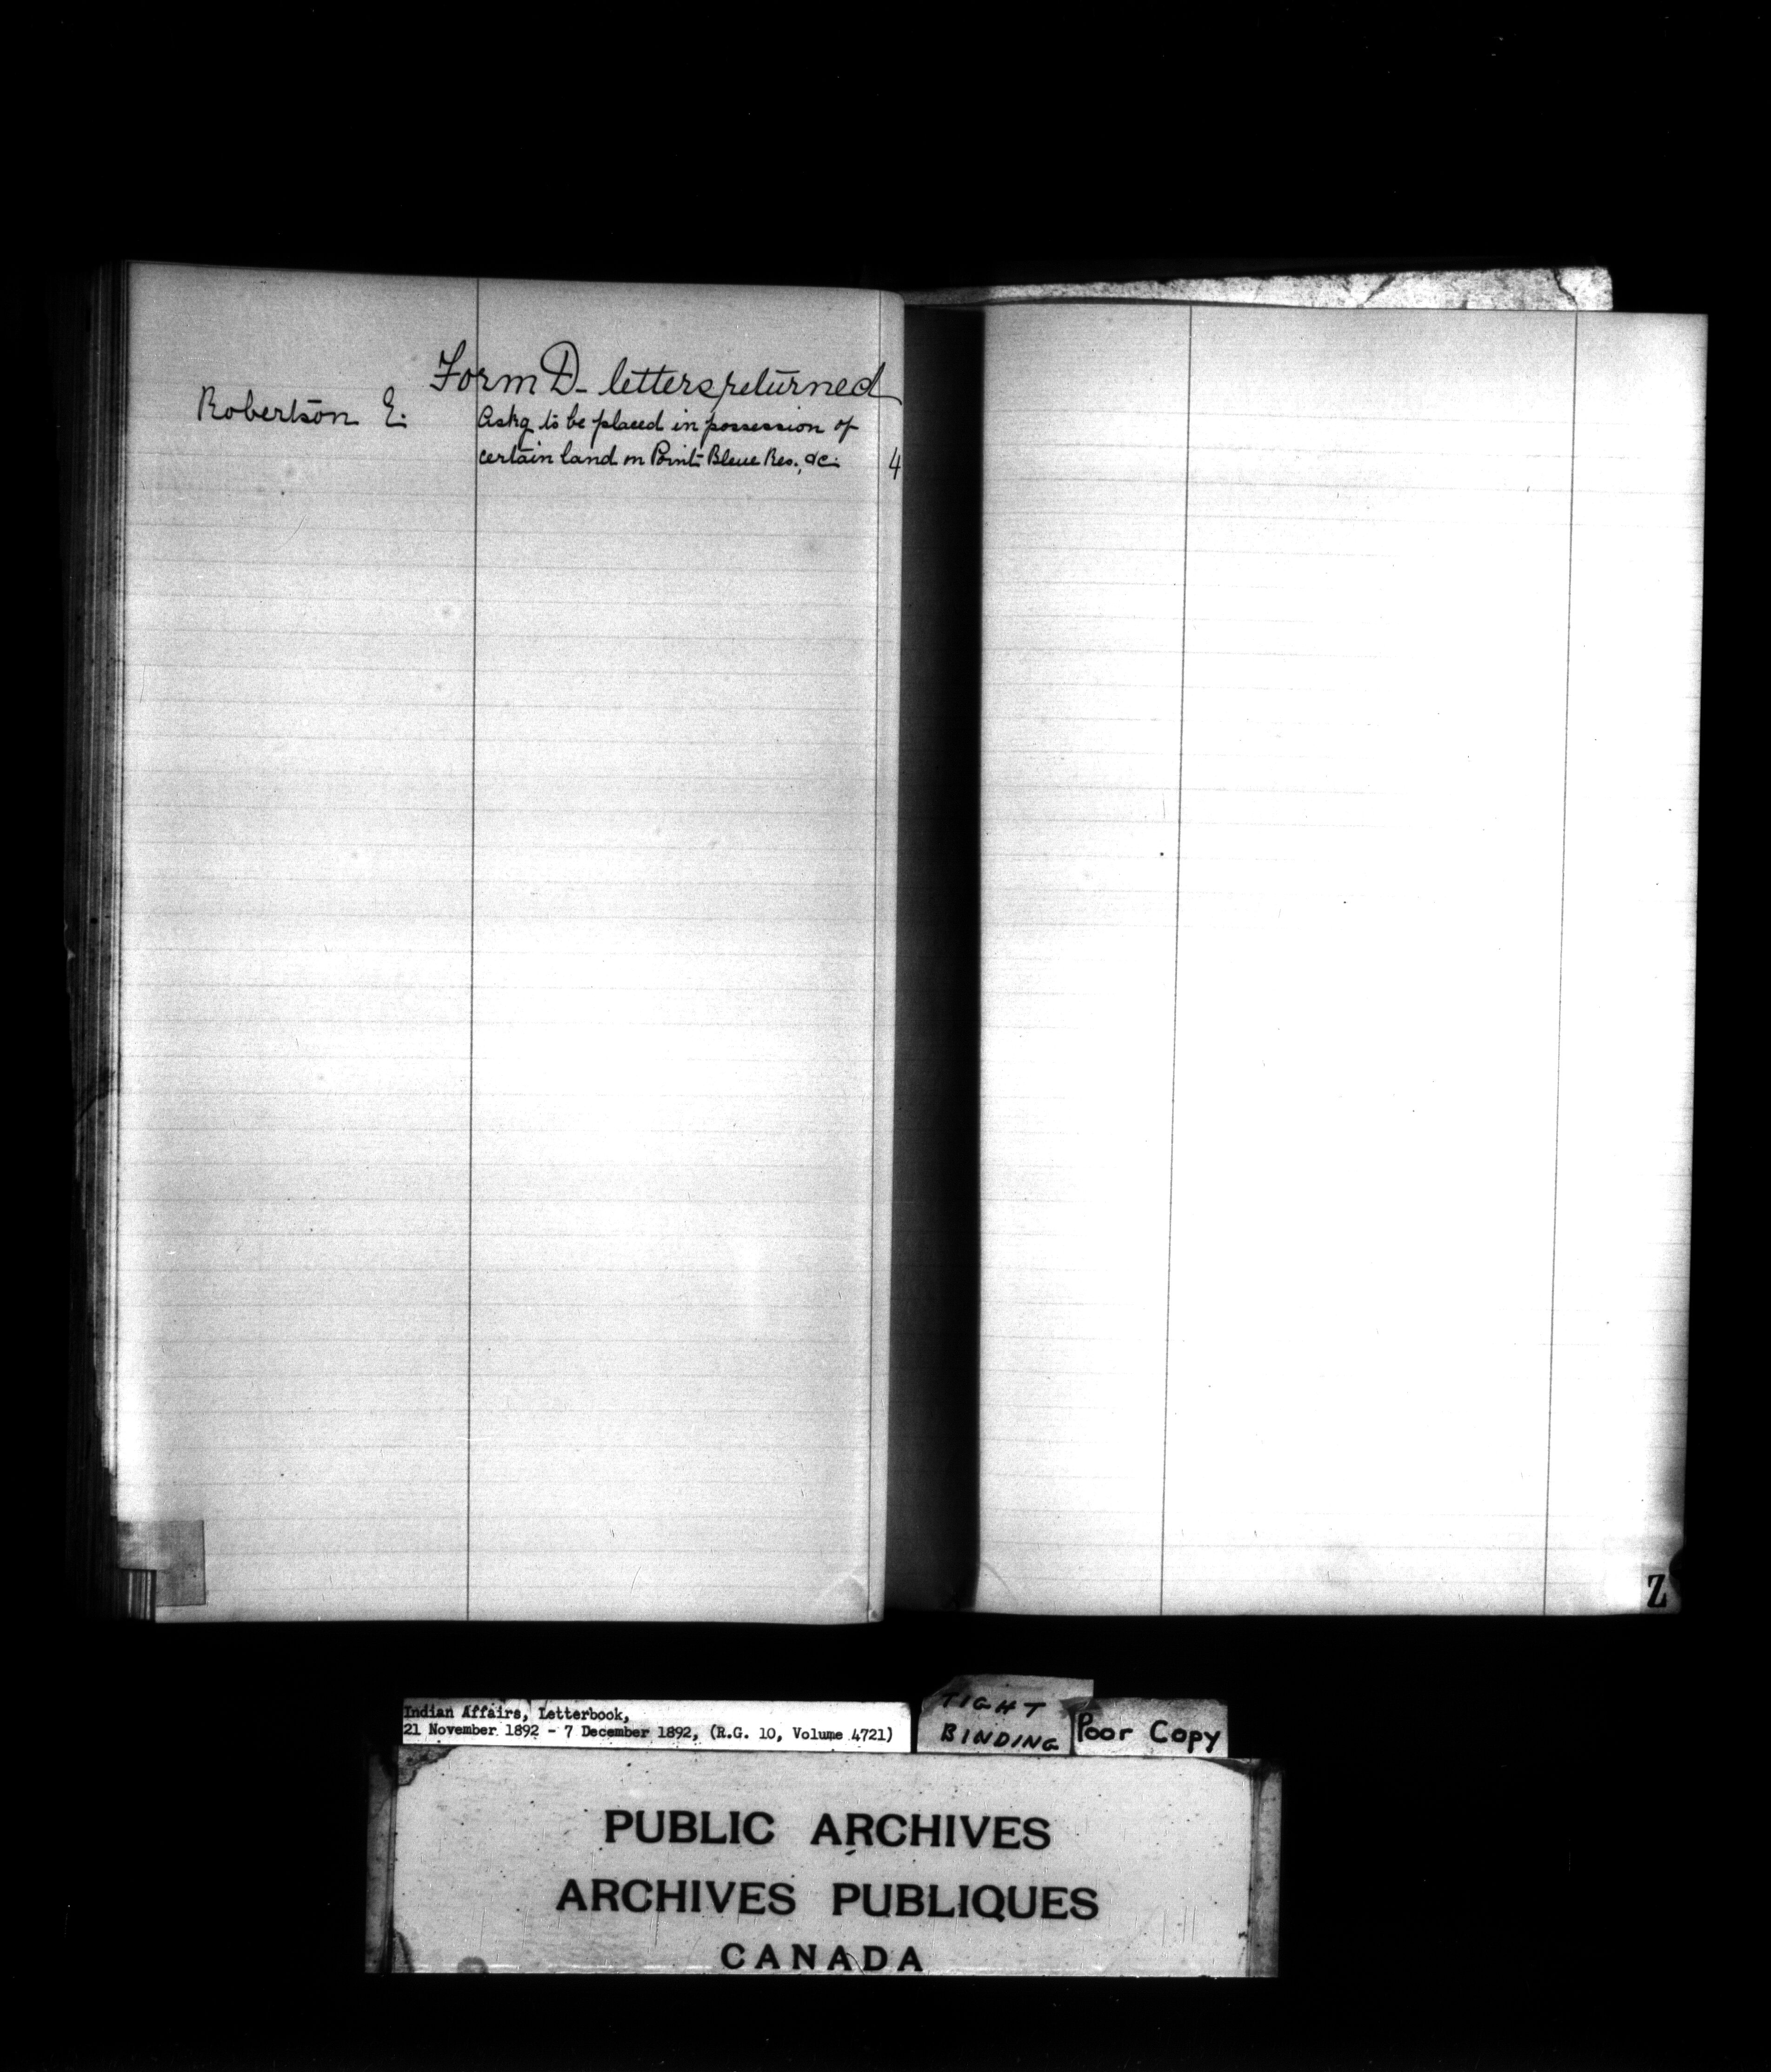 Form D - letters returned
Robertson E. Askg to be placed in possession of
certain land on Point Bleue Res., &c. 4
Z
Indian Affairs, Letterbook,
21 November 1892 - 7 December 1892, (R.G. 10, Volume 4721)
TIGHT
BINDING
Poor Copy
PUBLIC ARCHIVES
ARCHIVES PUBLIQUES
CANADA